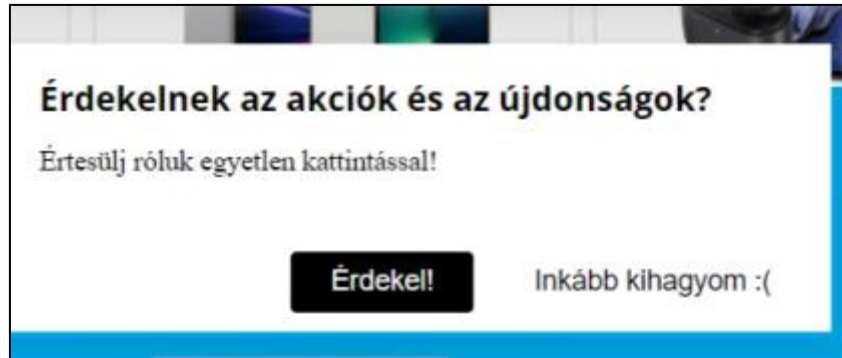 Érdekelnek az akciók és az újdonságok?
Értesülj róluk egyetlen kattintással!
Érdekel!
Inkább kihagyom :(